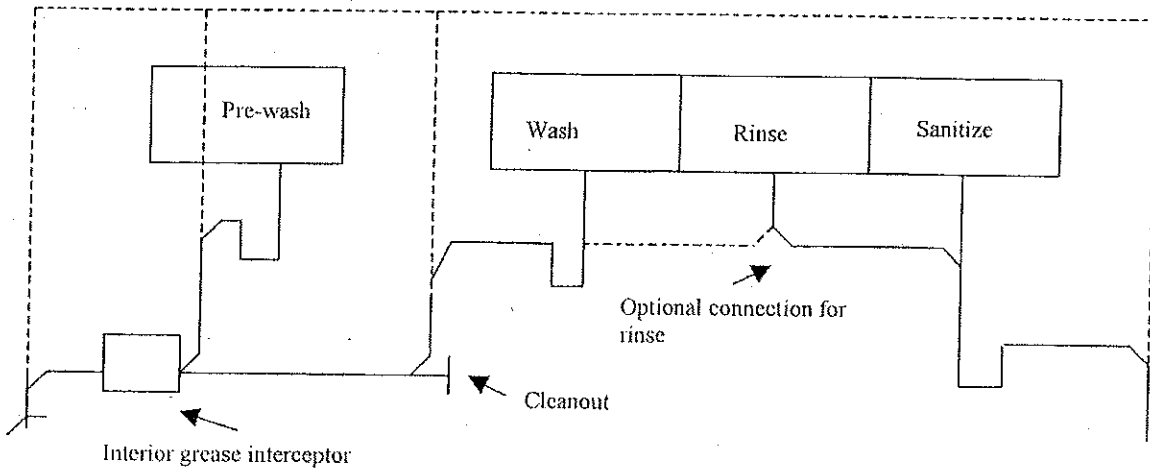 Pre-wash
Wash
Rinse
Sanitize
Optional connection for
rinse
Cleanout
Interior grease interceptor